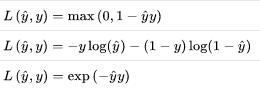 L (ŷ, y) = max (0, 1 − ŷy)
L (ŷ, y) = −y log(ŷ) − (1 − y) log(1 − ŷ)
L (ŷ, y) = exp (−ŷy)